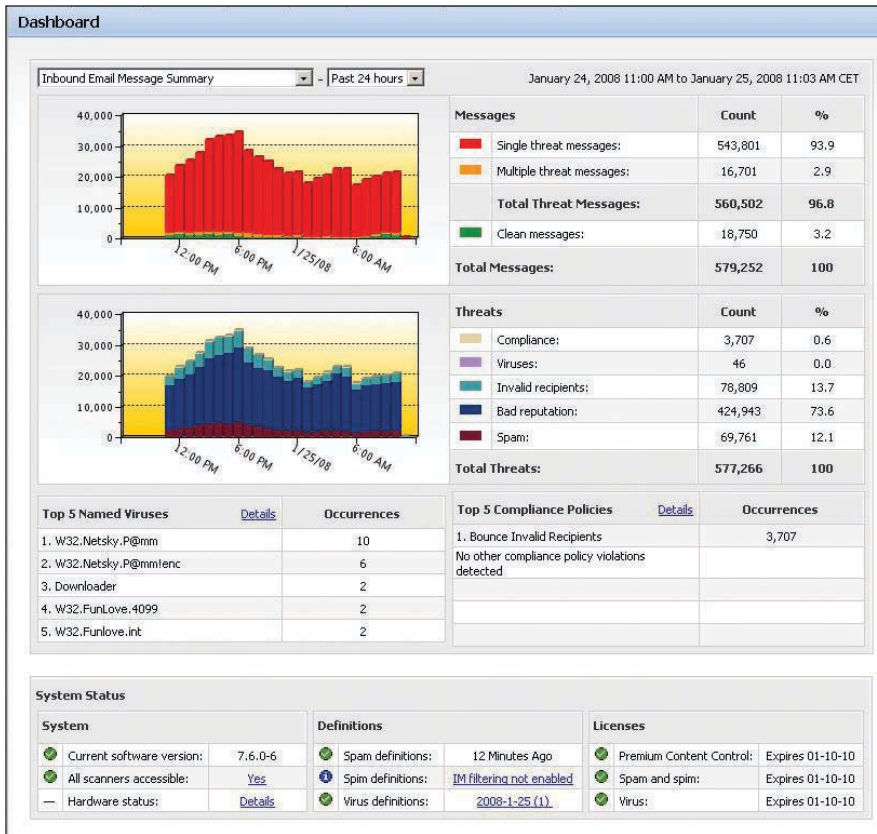 Dashboard
Inbound Email Message Summary - Past 24 hours January 24, 2008 11:00 AM to January 25, 2008 11:03 AM CET
40,000
30,000
20,000
10,000
0
12:00 PM 6:00 PM 1/25/08 6:00 AM
Messages Count %
Single threat messages: 543,801 93.9
Multiple threat messages: 16,701 2.9
Total Threat Messages: 560,502 96.8
Clean messages: 18,750 3.2
Total Messages: 579,252 100
40,000
30,000
20,000
10,000
0
12:00 PM 6:00 PM 1/25/08 6:00 AM
Threats Count %
Compliance: 3,707 0.6
Viruses: 46 0.0
Invalid recipients: 78,809 13.7
Bad reputation: 424,943 73.6
Spam: 69,761 12.1
Total Threats: 577,266 100
Top 5 Named Viruses Details Occurrences
1. W32.Netsky.P@mm 10
2. W32.Netsky.P@mm!enc 6
3. Downloader 2
4. W32.FunLove.4099 2
5. W32.Funlove.int 2
Top 5 Compliance Policies Details Occurrences
1. Bounce Invalid Recipients 3,707
No other compliance policy violations
detected
System Status
System
Current software version: 7.6.0-6
All scanners accessible: Yes
Hardware status: Details
Definitions
Spam definitions: 12 Minutes Ago
Spim definitions: IM filtering not enabled
Virus definitions: 2008-1-25 (1)
Licenses
Premium Content Control: Expires 01-10-10
Spam and spim: Expires 01-10-10
Virus: Expires 01-10-10